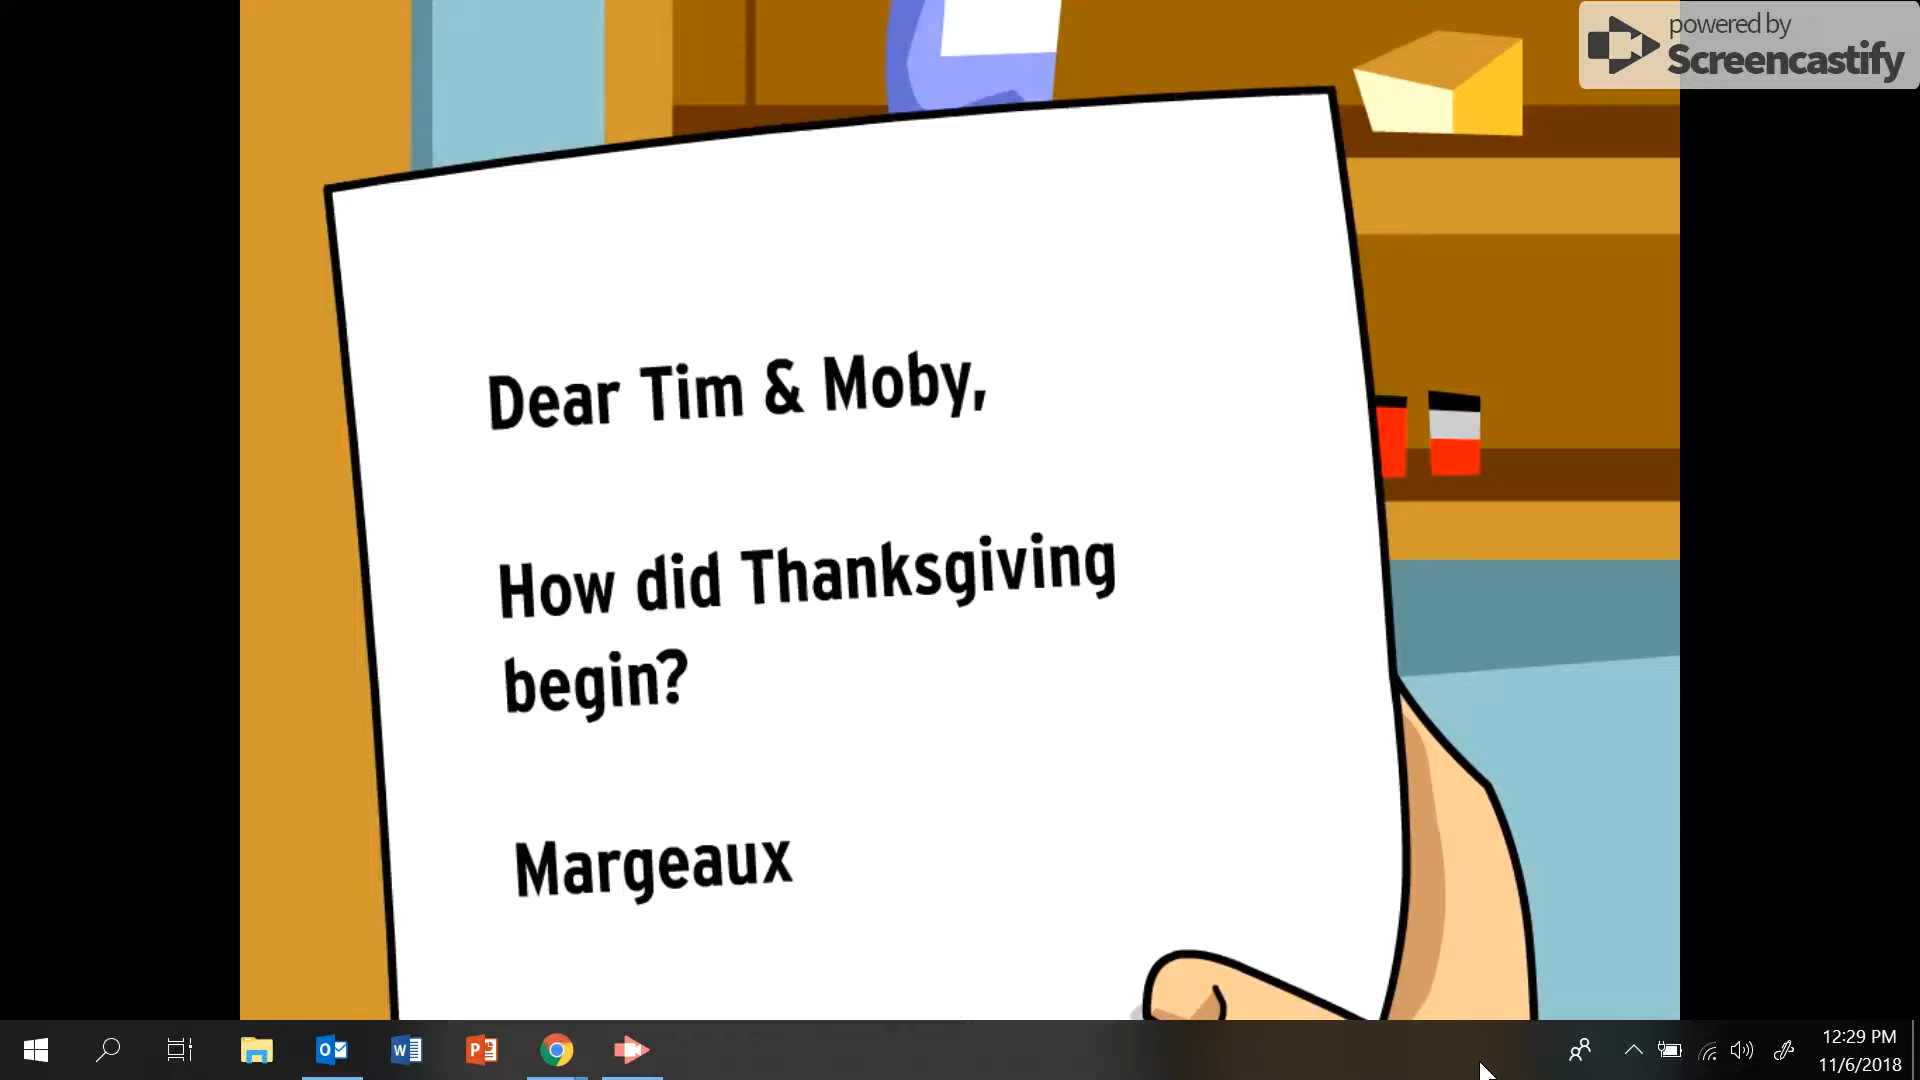 powered by
Screencastify
Dear Tim & Moby,
How did Thanksgiving
begin?
Margeaux
12:29 PM
11/6/2018